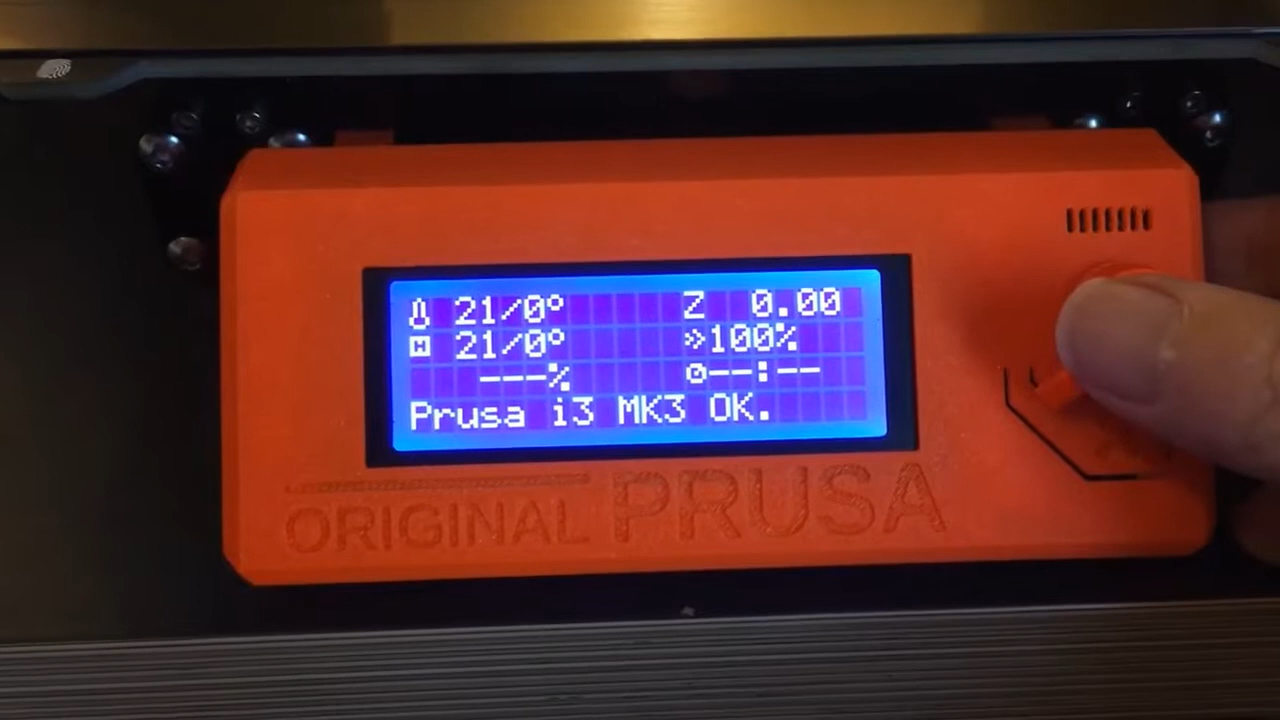 21/0° Z 0.00
21/0° »100%
---% --:--
Prusa i3 MK3 OK.
ORIGINAL PRUSA